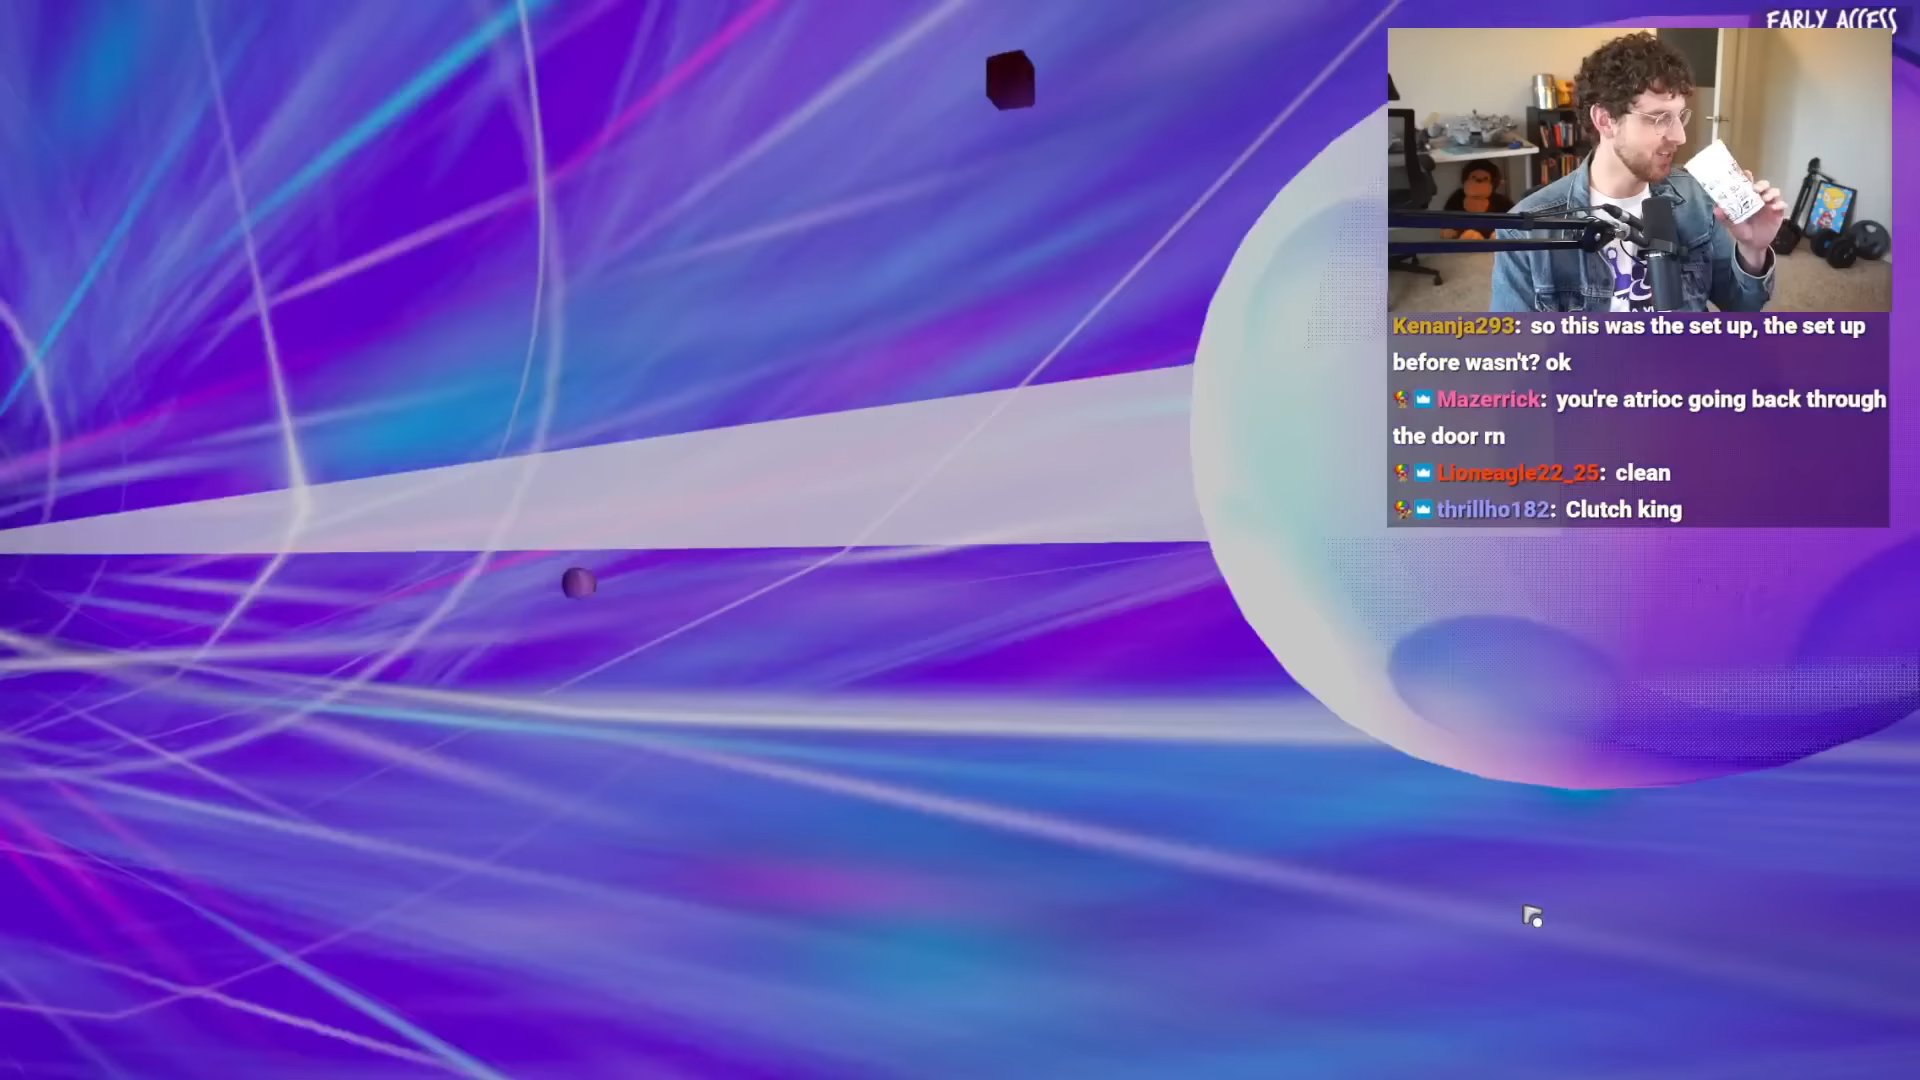 EARLY ACCESS
Kenanja293: so this was the set up, the set up
before wasn't? ok
Mazerrick: you're atrioc going back through
the door rn
Lioneagle22_25: clean
thrillho182: Clutch king